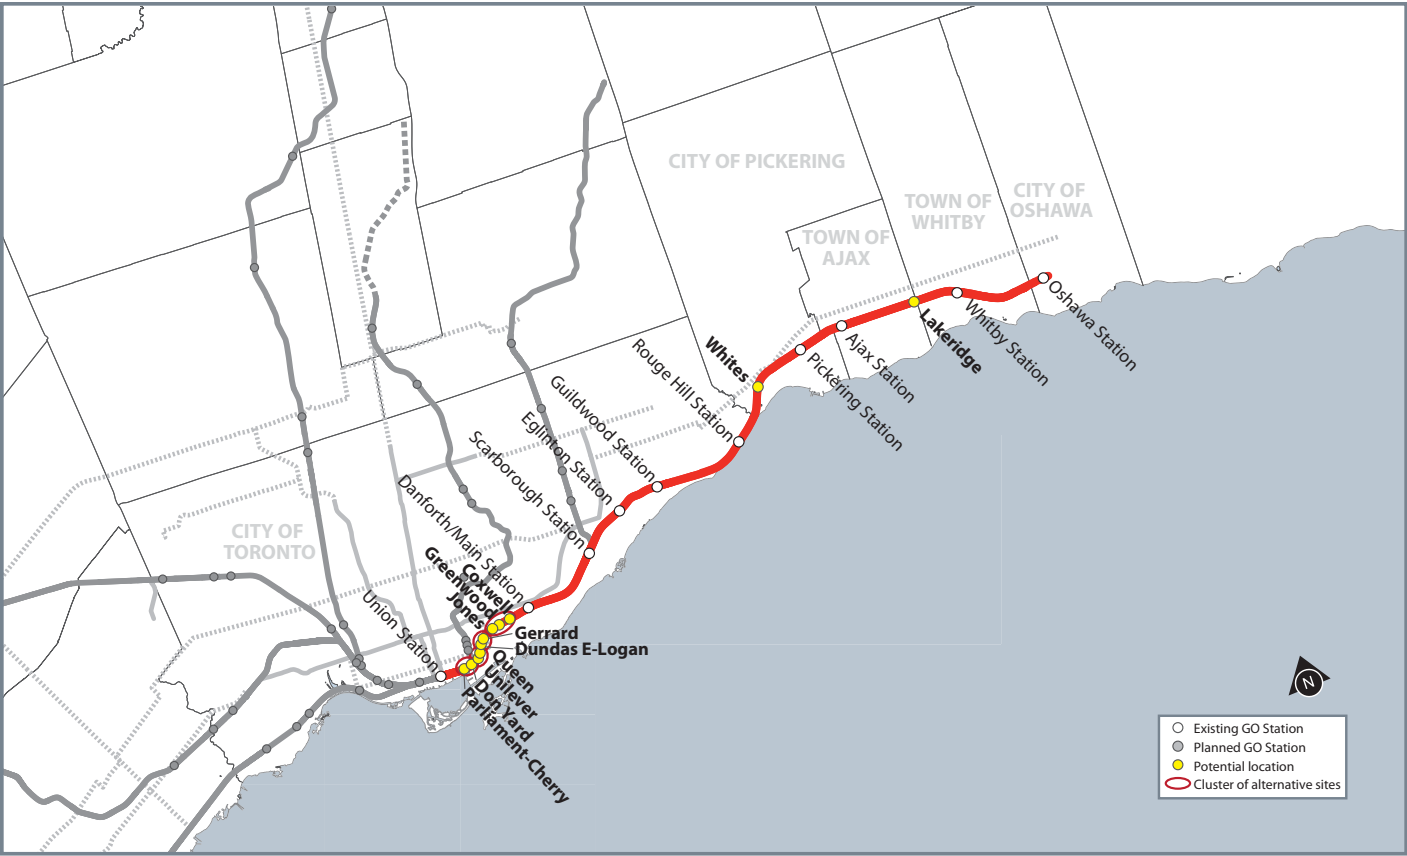 CITY OF PICKERING
TOWN OF
WHITBY
CITY OF
OSHAWA
TOWN OF
AJAX
Oshawa Station
Whitby Station
Lakeridge
Ajax Station
Pickering Station
Whites
Rouge Hill Station
Guildwood Station
Eglinton Station
Scarborough Station
Danforth/Main Station
CITY OF
TORONTO
Coxwell
Greenwood
Jones
Union Station
Gerrard
Dundas E-Logan
Queen
Unilever
Don Yard
Parliament-Cherry
N
Existing GO Station
Planned GO Station
Potential location
Cluster of alternative sites